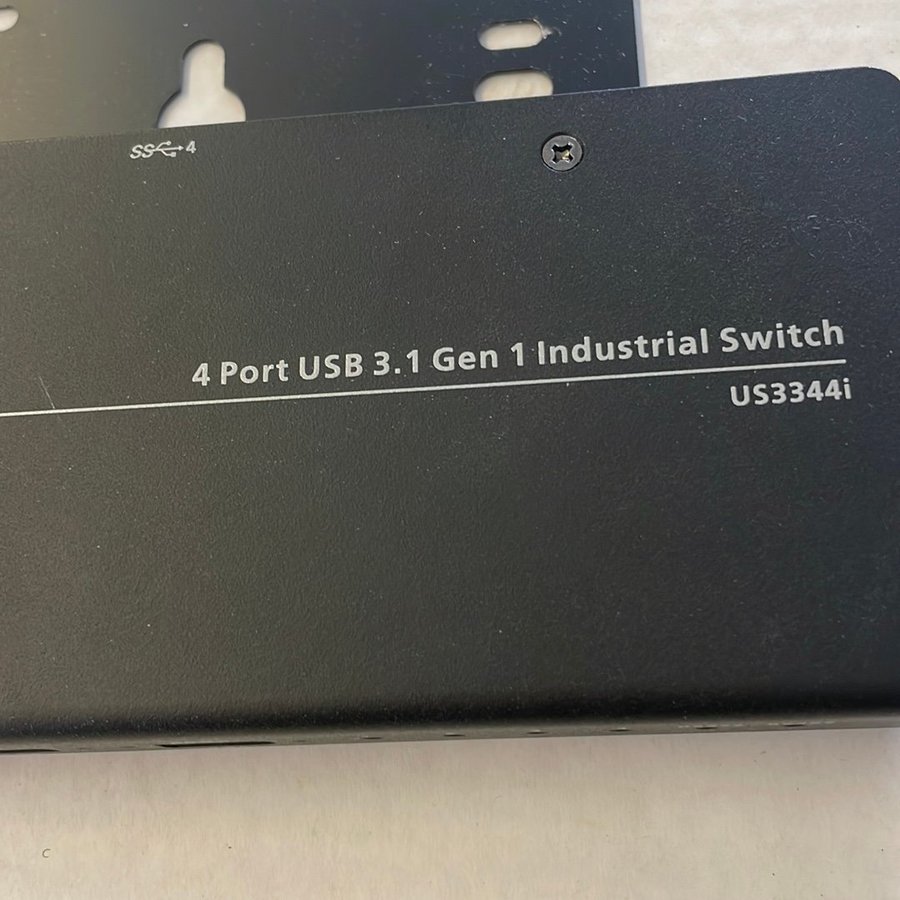 SS 4
4 Port USB 3.1 Gen 1 Industrial Switch
US3344i